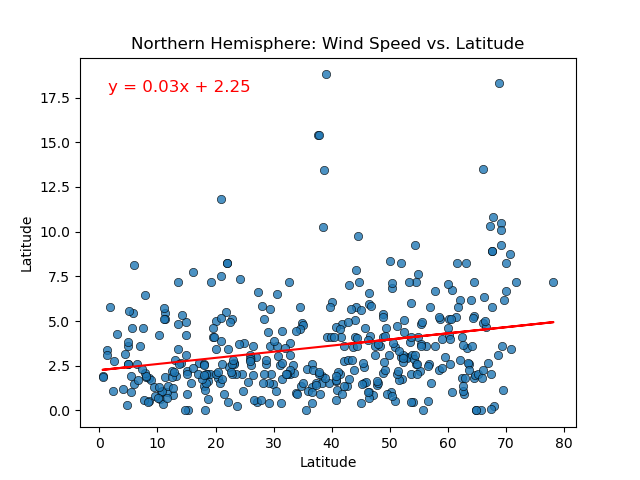 Northern Hemisphere: Wind Speed vs. Latitude
y = 0.03x + 2.25
17.5
15.0
12.5
10.0
7.5
5.0
2.5
0.0
Latitude
0 10 20 30 40 50 60 70 80
Latitude